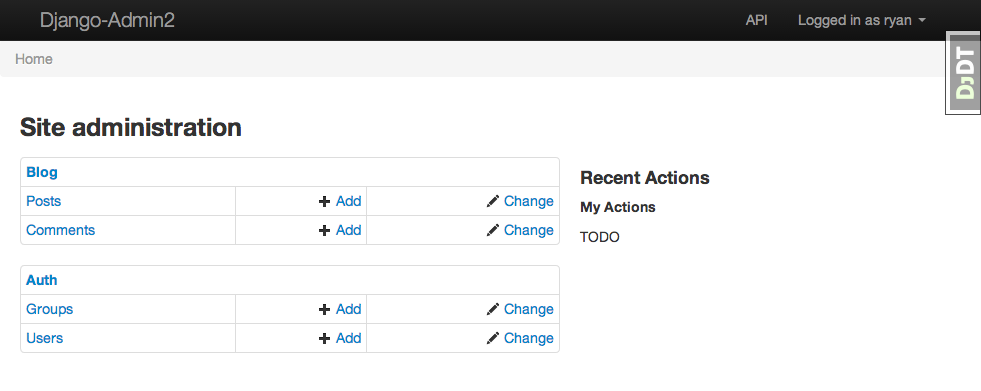 Django-Admin2 API Logged in as ryan
DjDT
Home
Site administration
Blog
Posts Add Change
Comments Add Change
Auth
Groups Add Change
Users Add Change
Recent Actions
My Actions
TODO